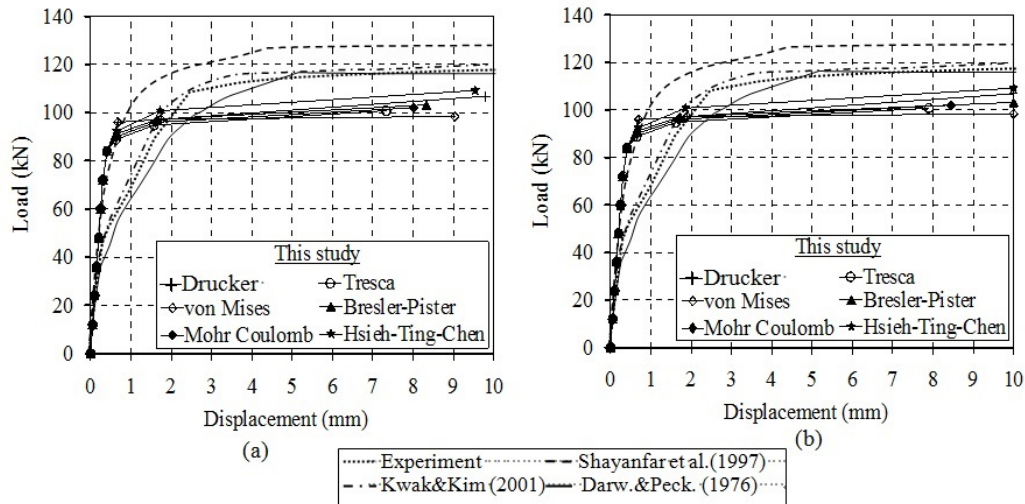 140
120
100
80
60
40
20
0
Load (kN)
This study
Drucker Tresca
von Mises Bresler-Pister
Mohr Coulomb Hsieh-Ting-Chen
0 1 2 3 4 5 6 7 8 9 10
Displacement (mm)
(a)
140
120
100
80
60
40
20
0
Load (kN)
This study
Drucker Tresca
von Mises Bresler-Pister
Mohr Coulomb Hsieh-Ting-Chen
0 1 2 3 4 5 6 7 8 9 10
Displacement (mm)
(b)
Experiment Shayanfar et al.(1997)
Kwak&Kim (2001) Darw.&Peck. (1976)